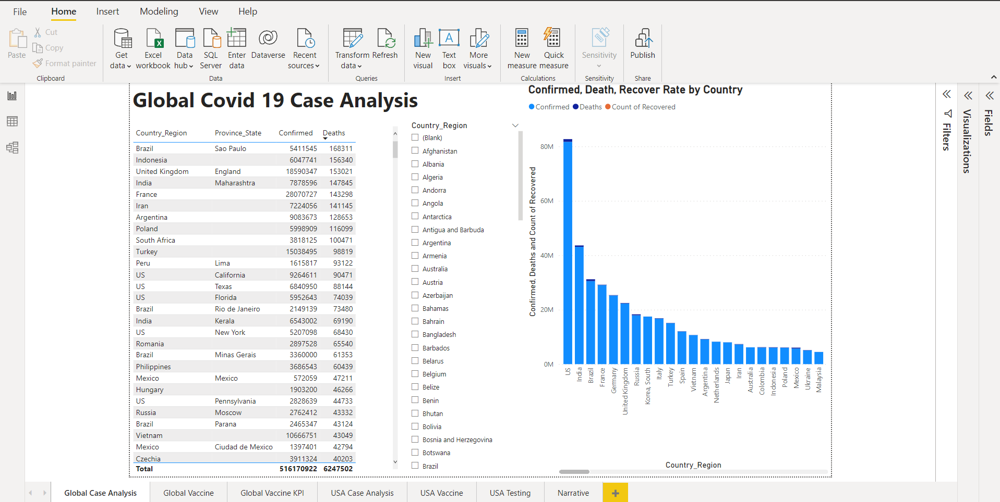 File Home Insert Modeling View Help
Paste
Cut
Copy
Format painter
Clipboard
Get data
Excel workbook
Data hub
SQL Server
Enter data
Dataverse
Recent sources
Data
Transform data
Refresh
Queries
New visual
A
Text box
More visuals
Insert
New measure
Quick measure
Calculations
Sensitivity
Sensitivity
Publish
Share
Global Covid 19 Case Analysis
Country_Region Province_State Confirmed Deaths
Brazil Sao Paulo 5411545 168311
Indonesia 6047741 156340
United Kingdom England 18590347 153021
India Maharashtra 7878596 147845
France 28070727 143298
Iran 7224056 141145
Argentina 9083673 128653
Poland 5998909 116099
South Africa 3818125 100471
Turkey 15038495 98819
Peru Lima 1615817 93122
US California 9264611 90471
US Texas 6840950 88144
US Florida 5952643 74039
Brazil Rio de Janeiro 2149139 73480
India Kerala 6543002 69190
US New York 5207098 68430
Romania 2897528 65540
Brazil Minas Gerais 3360000 61353
Philippines 3686543 60439
Mexico Mexico 572059 47211
Hungary 1903200 46266
US Pennsylvania 2828639 44733
Russia Moscow 2762412 43332
Brazil Parana 2465347 43124
Vietnam 10666751 43049
Mexico Ciudad de Mexico 1397401 42794
Czechia 3911324 40203
Total 516170922 6247502
Country_Region
(Blank)
Afghanistan
Albania
Algeria
Andorra
Angola
Antarctica
Antigua and Barbuda
Argentina
Armenia
Australia
Austria
Azerbaijan
Bahamas
Bahrain
Bangladesh
Barbados
Belarus
Belgium
Belize
Benin
Bhutan
Bolivia
Bosnia and Herzegovina
Botswana
Brazil
Confirmed, Death, Recover Rate by Country
Confirmed Deaths Count of Recovered
Confirmed, Deaths and Count of Recovered
80M
60M
40M
20M
0M
US
India
Brazil
France
Germany
United Kingdom
Russia
Korea, South
Italy
Turkey
Spain
Vietnam
Argentina
Netherlands
Japan
Iran
Australia
Colombia
Indonesia
Poland
Mexico
Ukraine
Malaysia
Country_Region
Filters
Visualizations
Fields
Global Case Analysis Global Vaccine Global Vaccine KPI USA Case Analysis USA Vaccine USA Testing Narrative +